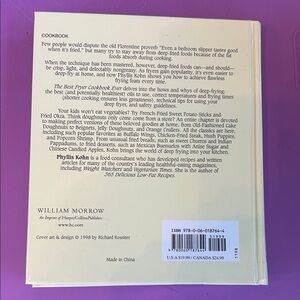 COOKBOOK
Few people would dispute the old Florentine proverb "Even a bedroom slipper tastes good
when it's fried," but many try to stay away from deep-fried foods because of the fat
foods absorb during cooking.
When the technique has been mastered, however, deep-fried foods can—and should—
be crisp, light, and delectably nongreasy. As fryers gain popularity, it's even easier to
deep-fry at home, and now Phyllis Kohn shows you how to achieve flawless
frying from every time.
The Best Fryer Cookbook Ever delves into the hows and whys of deep-frying:
the best (and potentially healthiest) oils to use, correct temperatures and frying times
(shorter cooking ensures less greasiness), technical tips for using your
deep fryer, and safety guidelines.
Your kids won't eat vegetables? Try French-Fried Sweet Potato Sticks and
Fried Okra. Think doughnuts only come from a store? An entire chapter is devoted
to making perfect versions of these beloved goodies at home, from Old-Fashioned Cake
Doughnuts to Beignets, Jelly Doughnuts, and Orange Crullers. All the classics are here,
including such popular favorites as Buffalo Wings, Chicken-Fried Steak, Hush Puppies,
and Popcorn Shrimp. From unusual fried treats, such as sweet Churros and Indian
Pappadums, to fried desserts, such as Mexican Buenuelos with Anise Sugar and
Chinese Candied Apples, Kohn brings the world of deep frying into your kitchen.
Phyllis Kohn is a food consultant who has developed recipes and written
articles for many of the country's leading healthful-eating magazines,
including Weight Watchers and Vegetarian Times. She is the author of
365 Delicious Low-Fat Recipes.
WILLIAM MORROW
An Imprint of HarperCollinsPublishers
www.hc.com
Cover art & design © 1998 by Richard Rossiter
Made in China
ISBN 978-0-06-018764-4
51999
9 780060 187644
U.S.A $19.99 / CANADA $24.99
1198